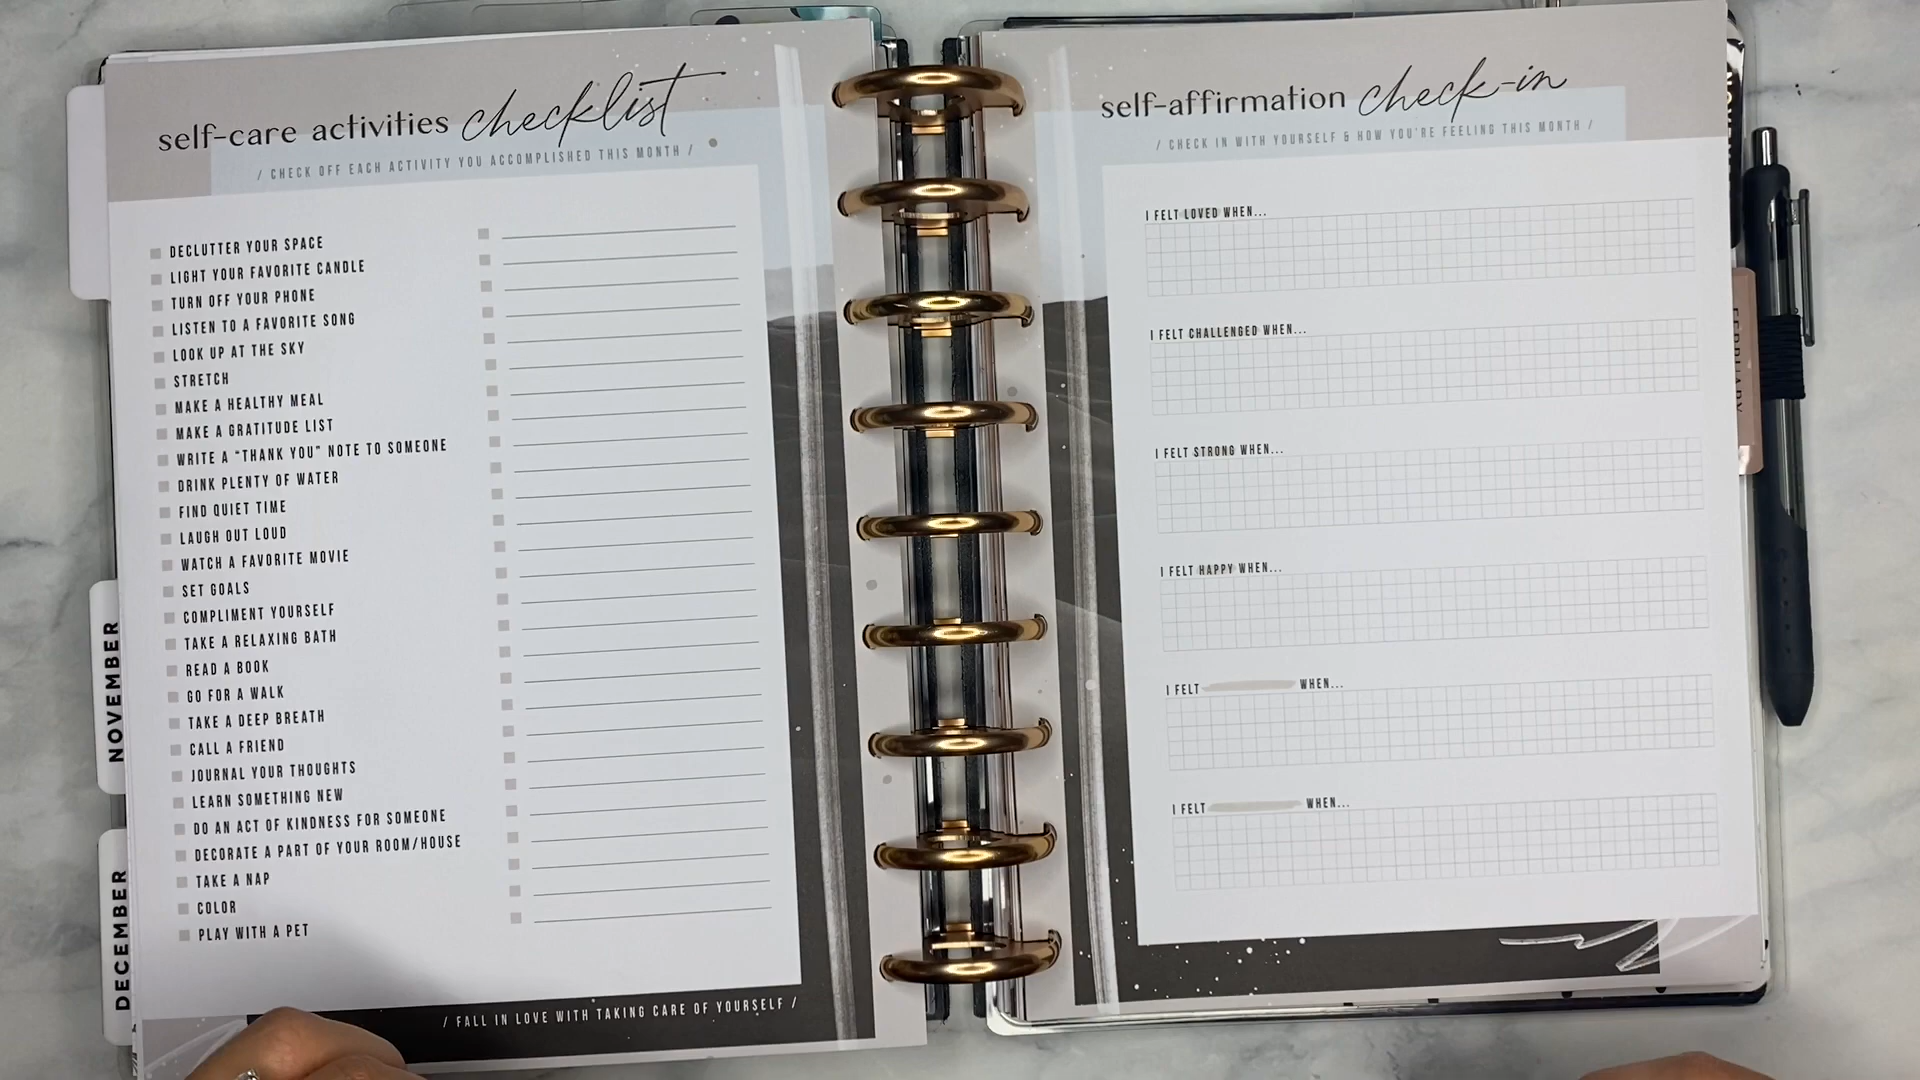 self-care activities checklist
/ CHECK OFF EACH ACTIVITY YOU ACCOMPLISHED THIS MONTH /
DECLUTTER YOUR SPACE
LIGHT YOUR FAVORITE CANDLE
TURN OFF YOUR PHONE
LISTEN TO A FAVORITE SONG
LOOK UP AT THE SKY
STRETCH
MAKE A HEALTHY MEAL
MAKE A GRATITUDE LIST
WRITE A “THANK YOU” NOTE TO SOMEONE
DRINK PLENTY OF WATER
FIND QUIET TIME
LAUGH OUT LOUD
WATCH A FAVORITE MOVIE
SET GOALS
COMPLIMENT YOURSELF
TAKE A RELAXING BATH
READ A BOOK
GO FOR A WALK
TAKE A DEEP BREATH
CALL A FRIEND
JOURNAL YOUR THOUGHTS
LEARN SOMETHING NEW
DO AN ACT OF KINDNESS FOR SOMEONE
DECORATE A PART OF YOUR ROOM/HOUSE
TAKE A NAP
COLOR
PLAY WITH A PET
/ FALL IN LOVE WITH TAKING CARE OF YOURSELF /
NOVEMBER
DECEMBER
self-affirmation check-in
/ CHECK IN WITH YOURSELF & HOW YOU'RE FEELING THIS MONTH /
I FELT LOVED WHEN...
I FELT CHALLENGED WHEN...
I FELT STRONG WHEN...
I FELT HAPPY WHEN...
I FELT WHEN...
I FELT WHEN...
FEBRUARY